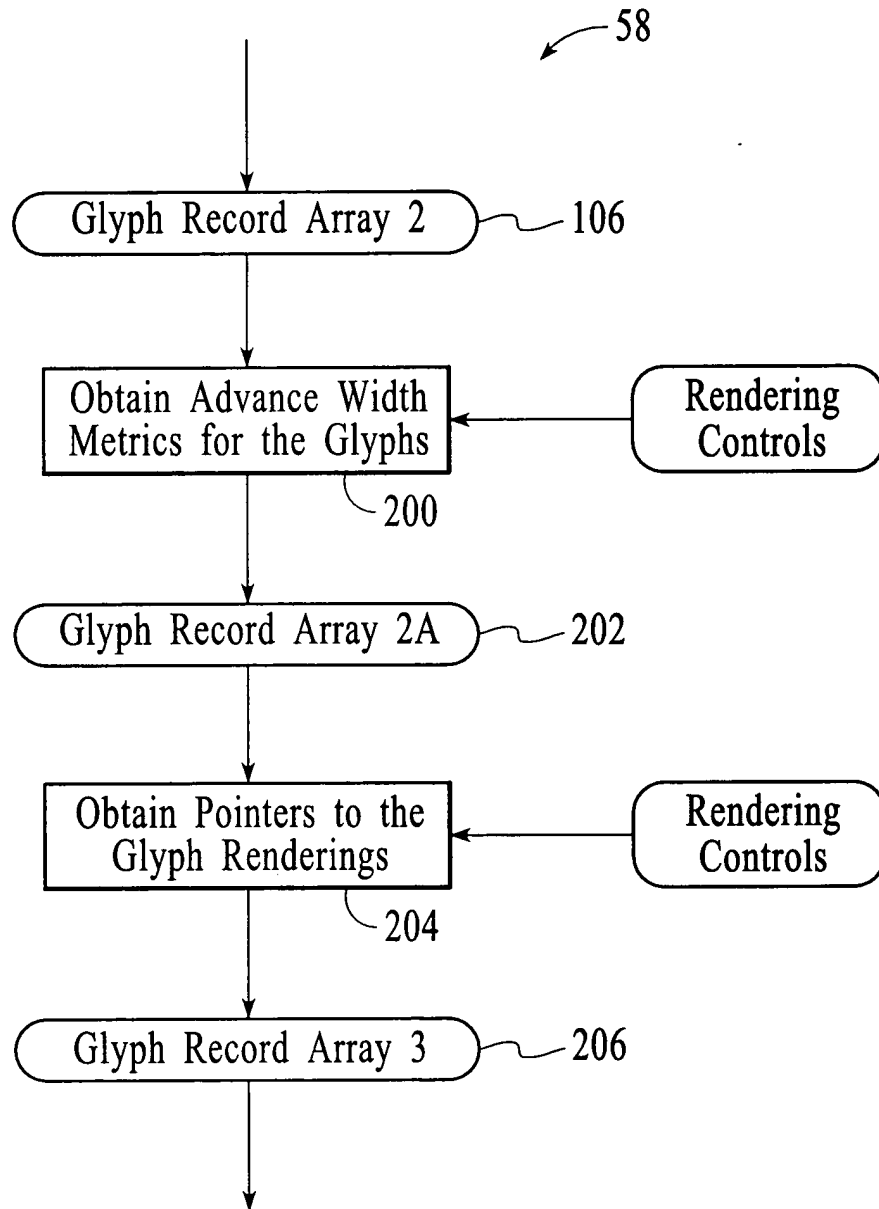 58
Glyph Record Array 2
106
Obtain Advance Width
Metrics for the Glyphs
200
Rendering
Controls
Glyph Record Array 2A
202
Obtain Pointers to the
Glyph Renderings
204
Rendering
Controls
Glyph Record Array 3
206